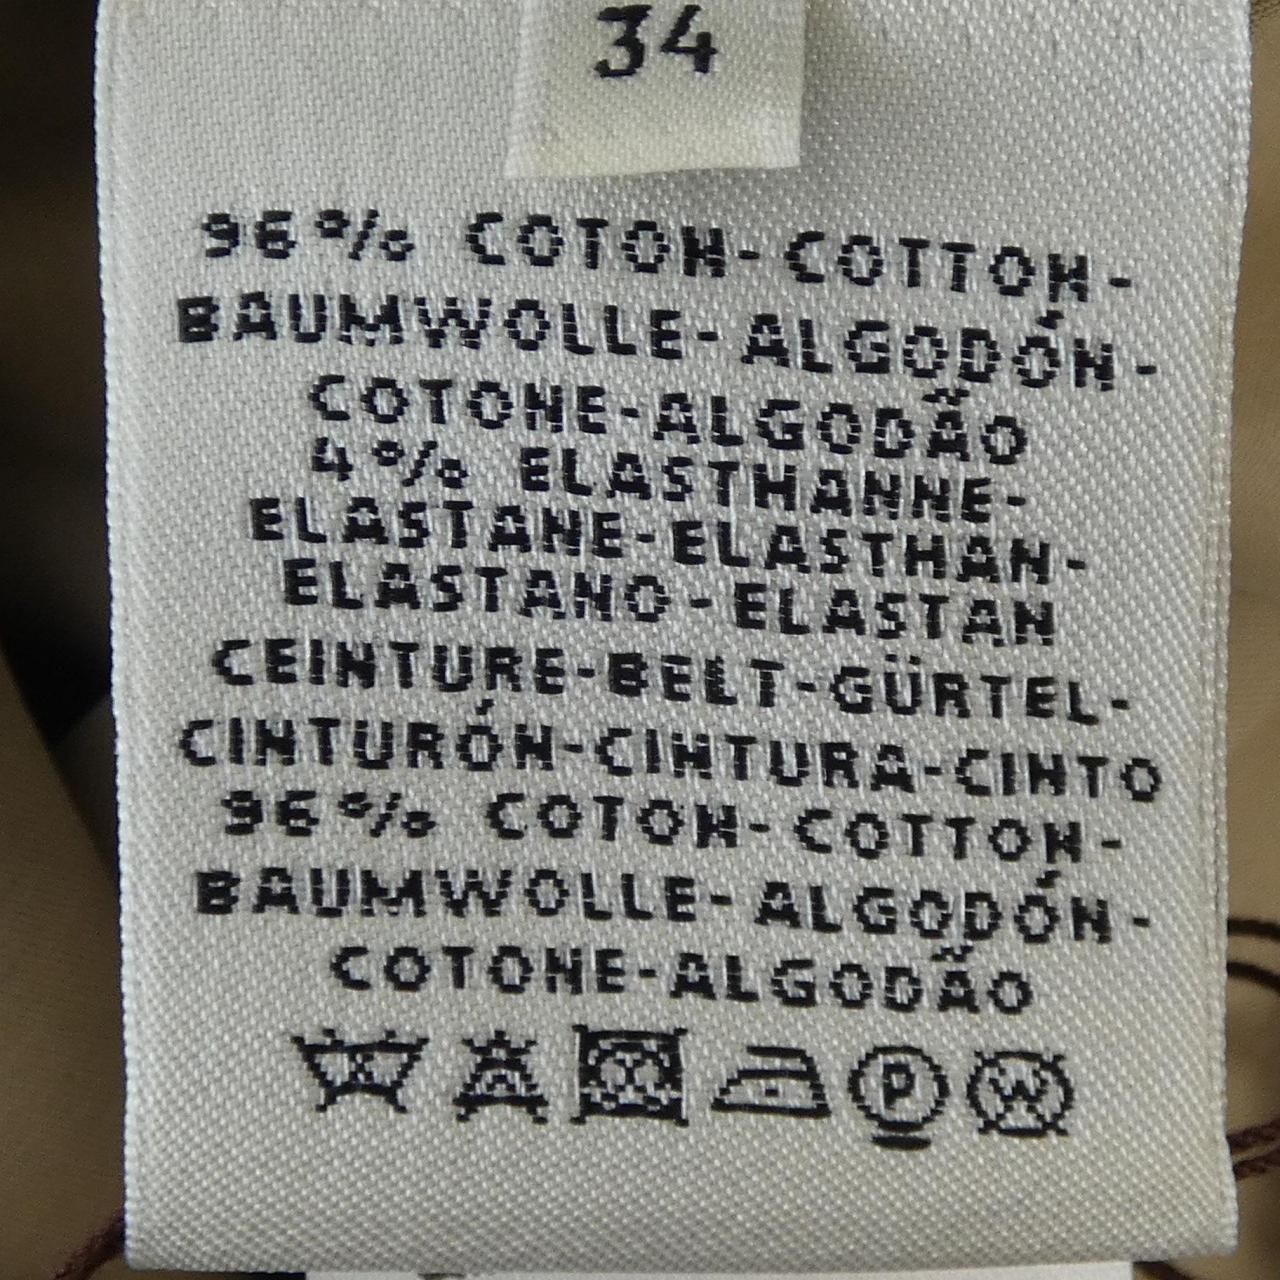 34
96% COTON-COTTON-
BAUMWOLLE-ALGODÓN-
COTONE-ALGODÃO
4% ELASTHANNE-
ELASTANE-ELASTHAN-
ELASTANO-ELASTAN
CEINTURE-BELT-GÜRTEL-
CINTURÓN-CINTURA-CINTO
96% COTON-COTTON-
BAUMWOLLE-ALGODÓN-
COTONE-ALGODÃO
P W